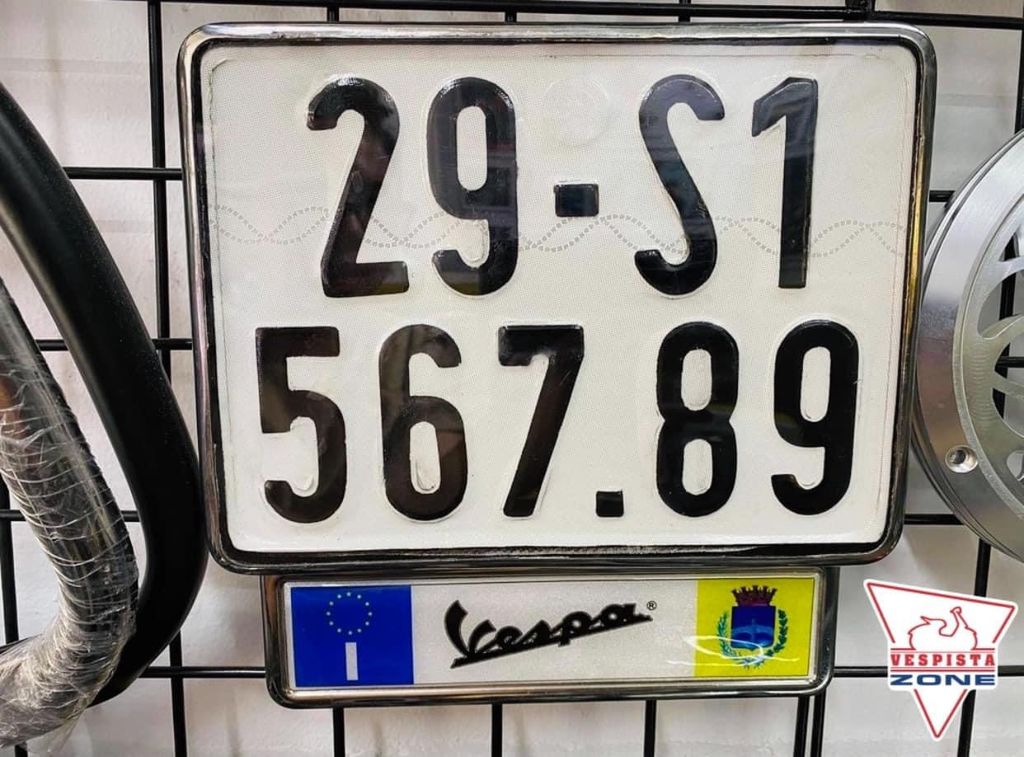 29-S1
567.89
I
Vespa®
VESPISTA
ZONE